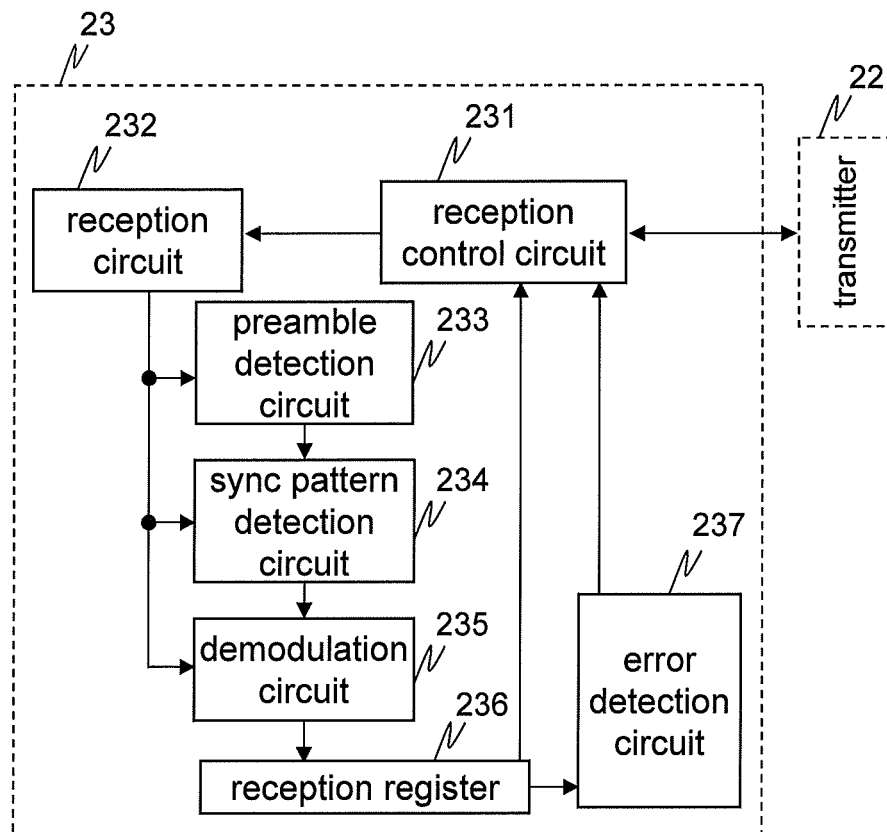 23
22
232
231
reception
circuit
reception
control circuit
transmitter
preamble
detection
circuit
233
sync pattern
detection
circuit
234
237
demodulation
circuit
235
error
detection
circuit
236
reception register